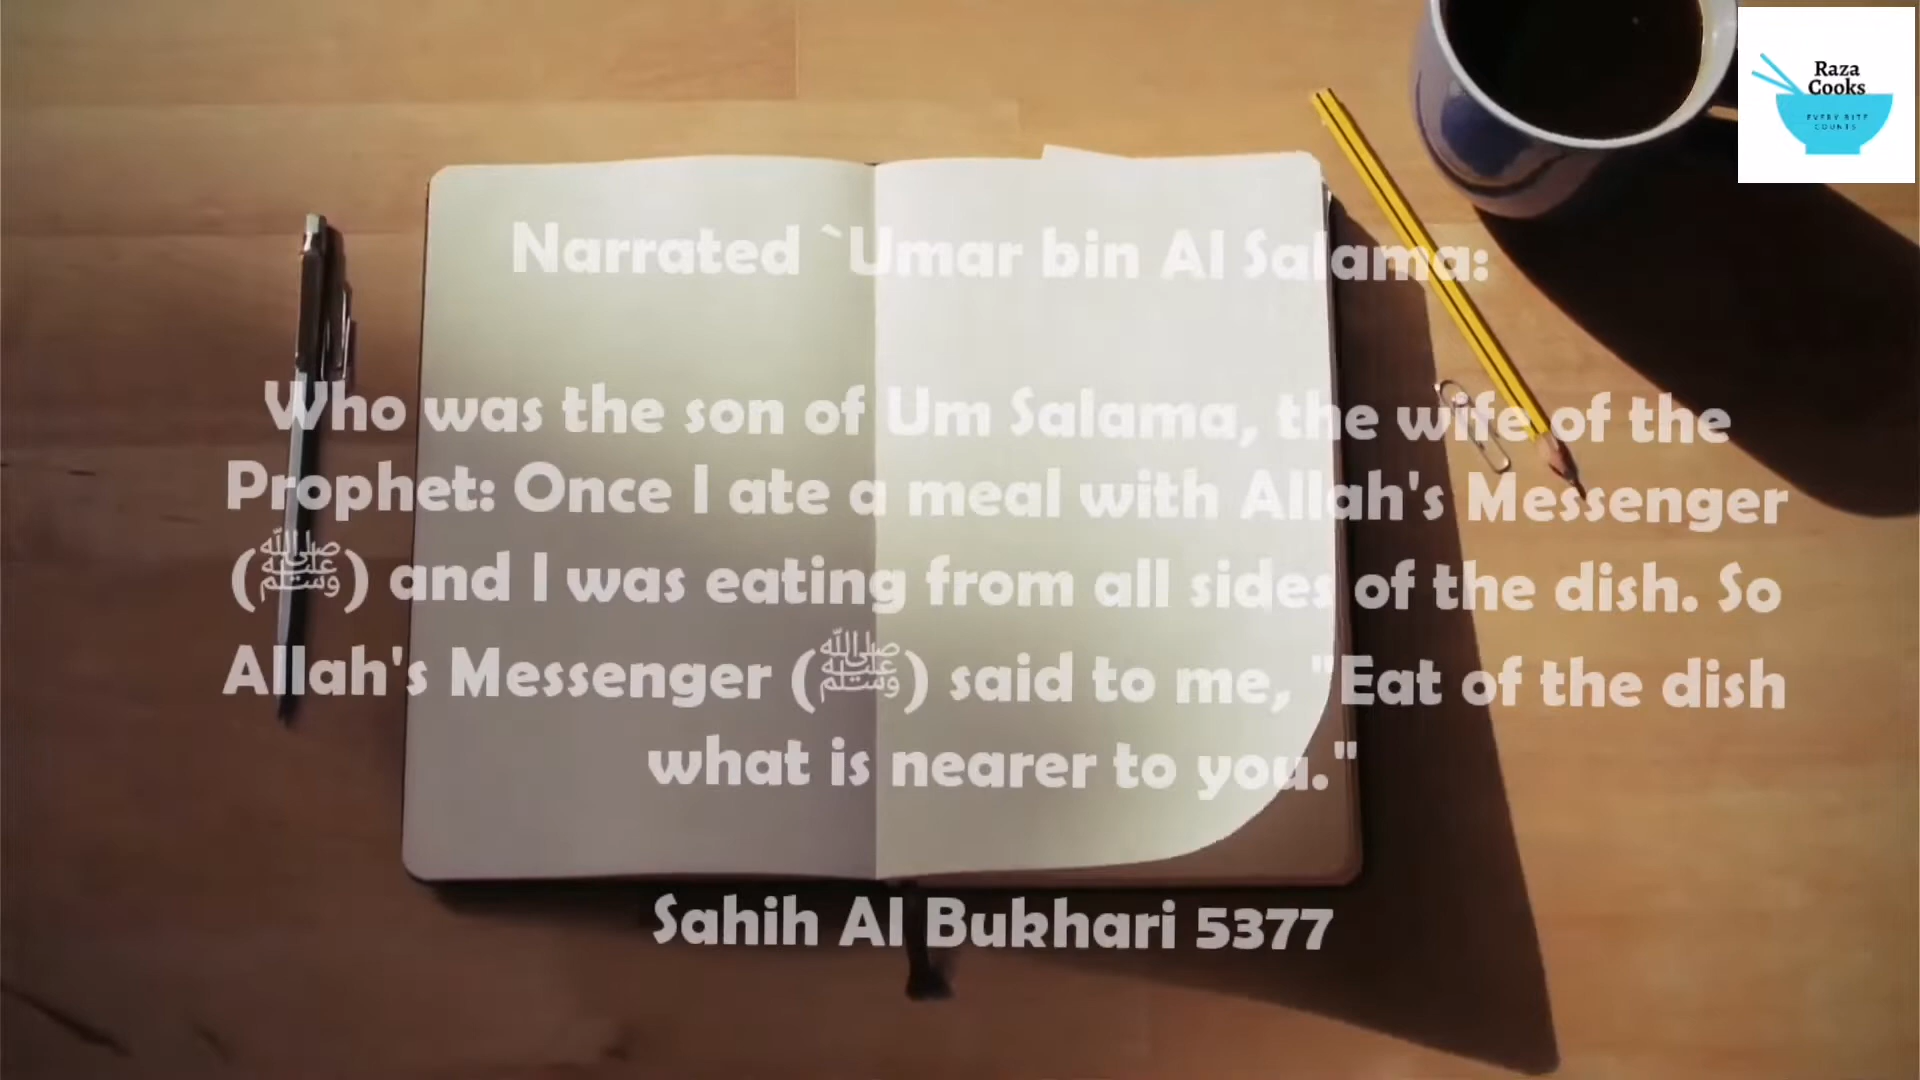 Raza
Cooks
EVERY BITE
COUNTS
Narrated `Umar bin Al Salama:
Who was the son of Um Salama, the wife of the
Prophet: Once I ate a meal with Allah's Messenger
(ﷺ) and I was eating from all sides of the dish. So
Allah's Messenger (ﷺ) said to me, "Eat of the dish
what is nearer to you."
Sahih Al Bukhari 5377